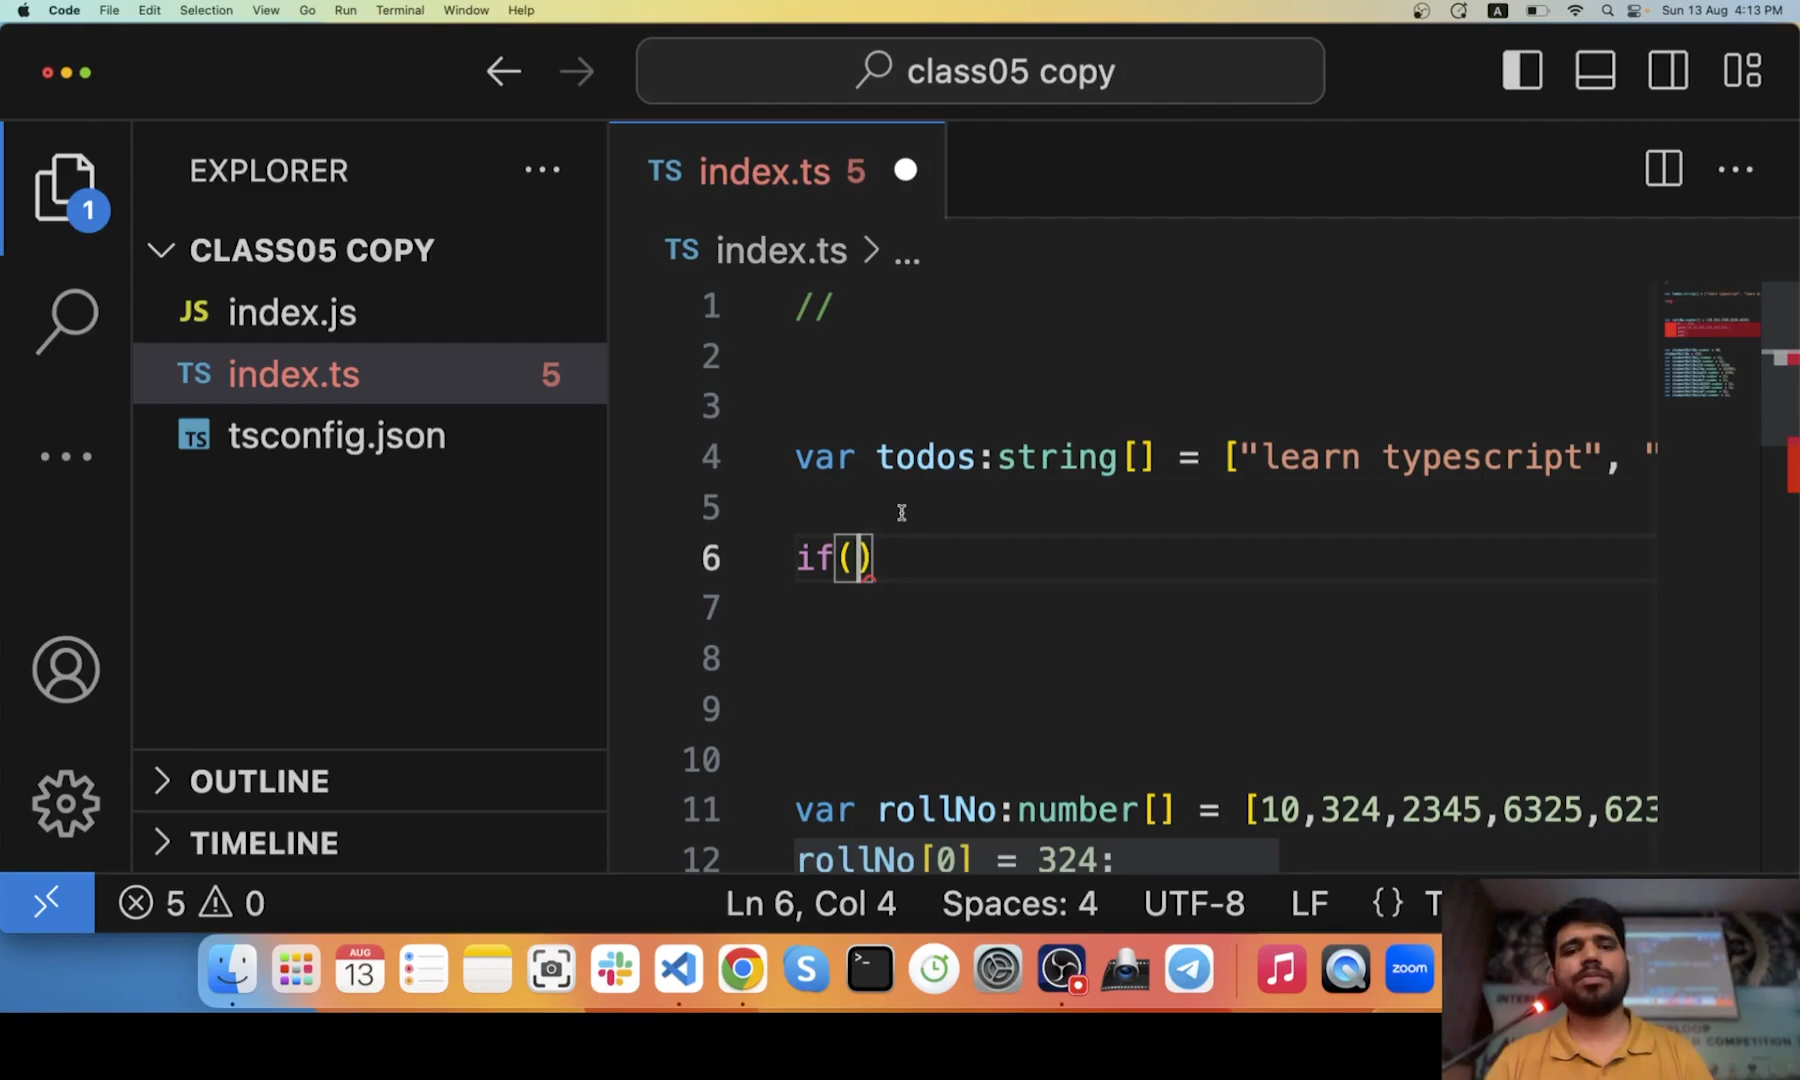 Code File Edit Selection View Go Run Terminal Window Help A Sun 13 Aug 4:13 PM
class05 copy
EXPLORER
1
CLASS05 COPY
JS index.js
TS index.ts 5
TS tsconfig.json
OUTLINE
TIMELINE
TS index.ts 5
TS index.ts > ...
1 //
2
3
4 var todos:string[] = ["learn typescript", "
5
6 if()
7
8
9
10
11 var rollNo:number[] = [10,324,2345,6325,623
12 rollNo[0] = 324:
5 0 Ln 6, Col 4 Spaces: 4 UTF-8 LF {} T
AUG
13
S
zoom
COMPETITION